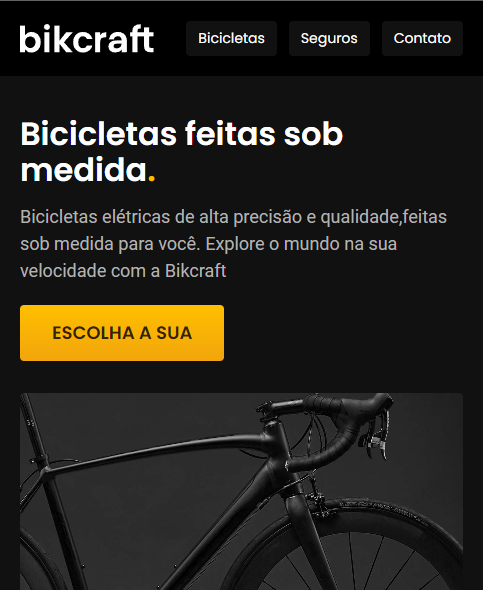 bikcraft
Bicicletas
Seguros
Contato
Bicicletas feitas sob
medida.
Bicicletas elétricas de alta precisão e qualidade,feitas
sob medida para você. Explore o mundo na sua
velocidade com a Bikcraft
ESCOLHA A SUA